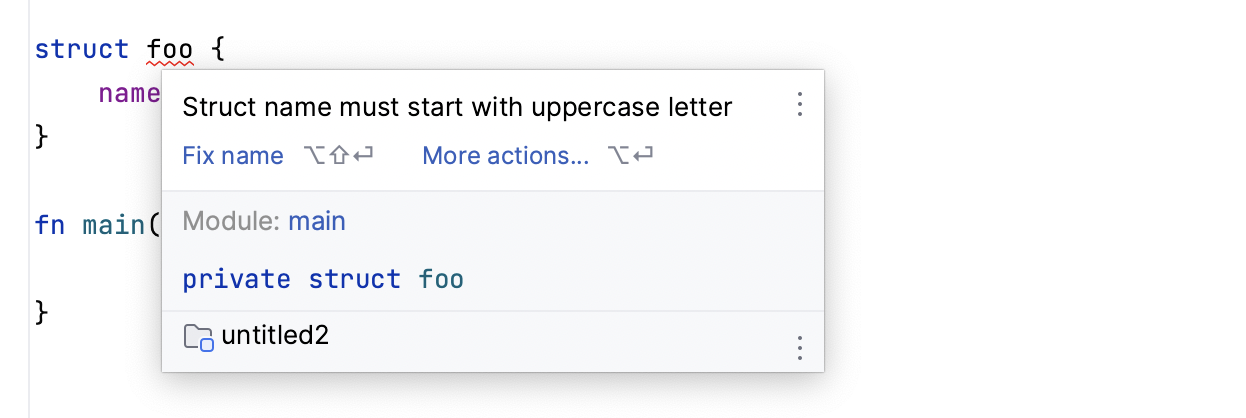 struct foo {
name
}
fn main(
}
Struct name must start with uppercase letter
Fix name ⌥⇧↩ More actions... ⌥↩
Module: main
private struct foo
untitled2